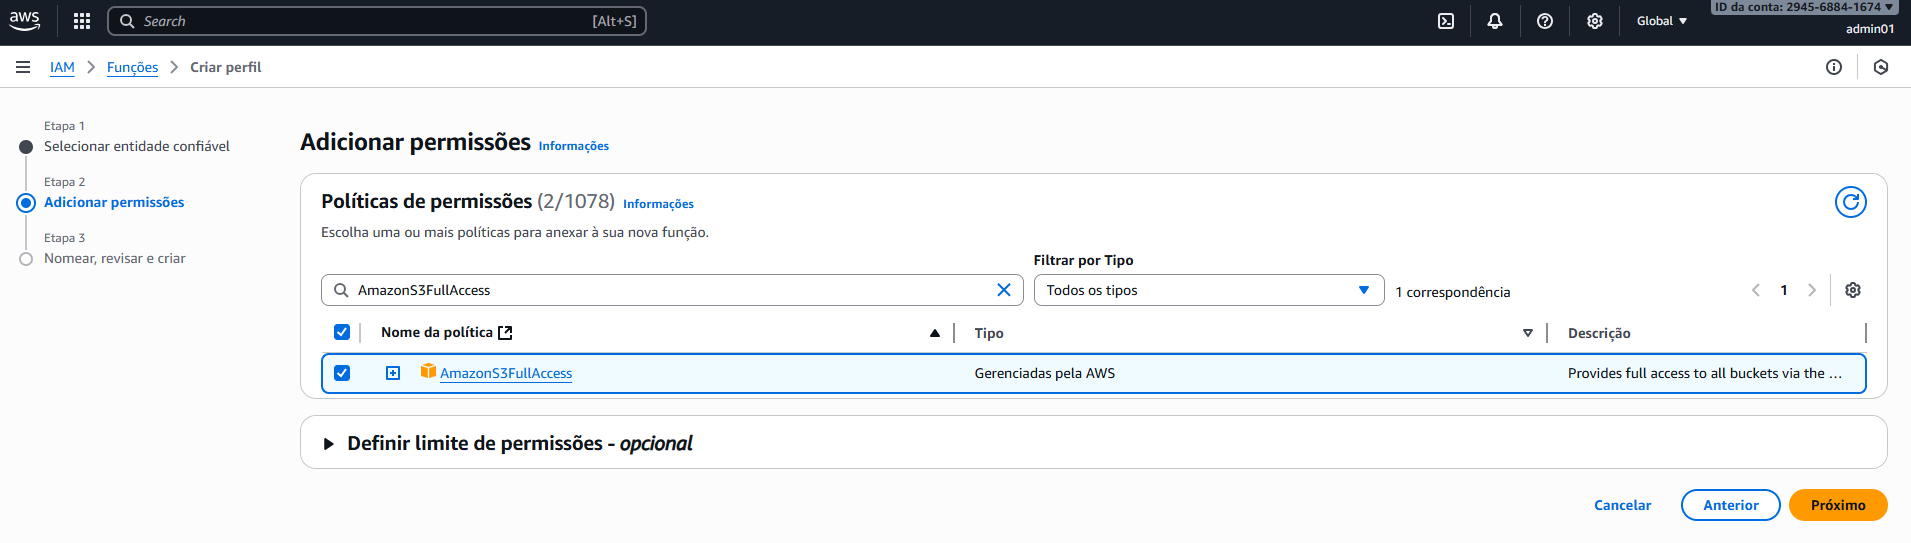 aws
Search [Alt+S]
Global
ID da conta: 2945-6884-1674
admin01
IAM > Funções > Criar perfil
Etapa 1
Selecionar entidade confiável
Etapa 2
Adicionar permissões
Etapa 3
Nomear, revisar e criar
Adicionar permissões Informações
Políticas de permissões (2/1078) Informações
Escolha uma ou mais políticas para anexar à sua nova função.
Filtrar por Tipo
AmazonS3FullAccess
Todos os tipos
1 correspondência
1
Nome da política
Tipo
Descrição
AmazonS3FullAccess
Gerenciadas pela AWS
Provides full access to all buckets via the ...
Definir limite de permissões - opcional
Cancelar
Anterior
Próximo